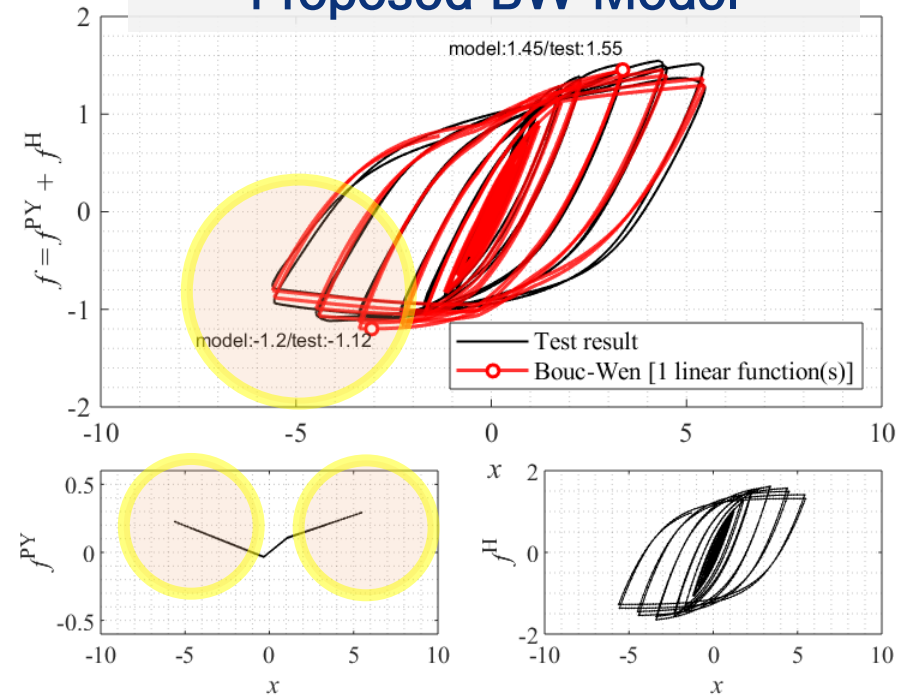 Proposed BW Model
model:1.45/test:1.55
f = f^PY + f^H
2
1
0
-1
-2
model:-1.2/test:-1.12
Test result
Bouc-Wen [1 linear function(s)]
-10 -5 0 5 10
x
f^PY
0.5
0
-0.5
-10 -5 0 5 10
x
f^H
2
0
-2
-10 -5 0 5 10
x